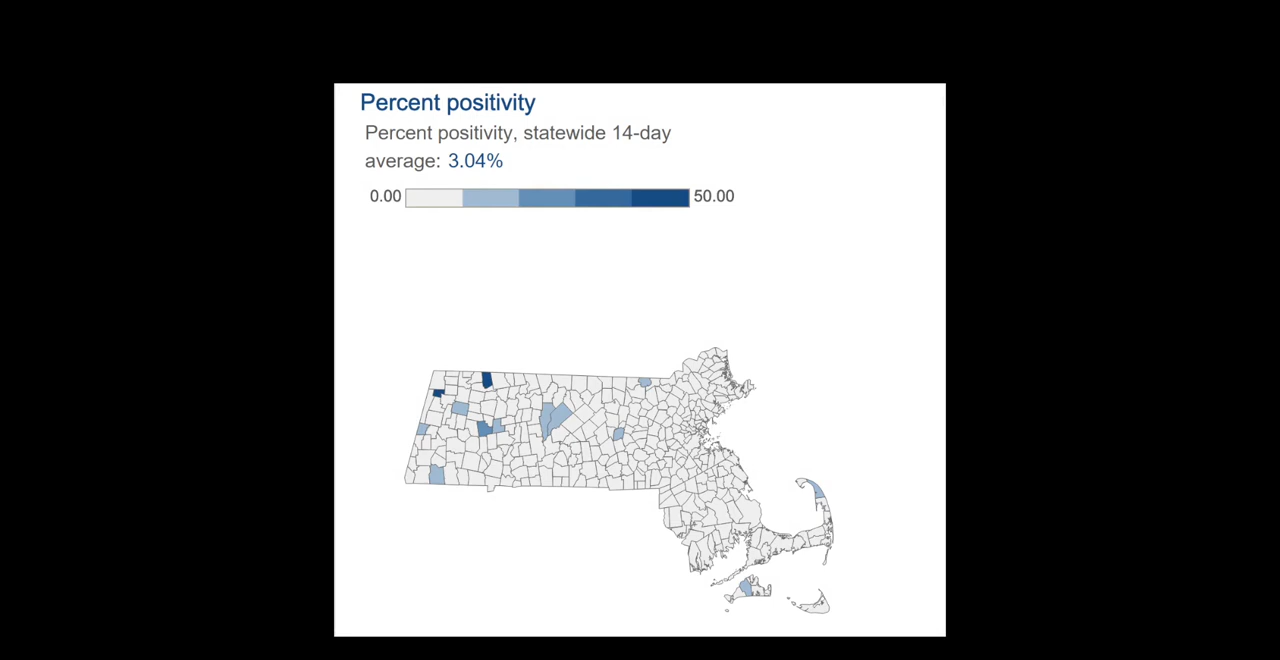 Percent positivity
Percent positivity, statewide 14-day
average: 3.04%
0.00 50.00